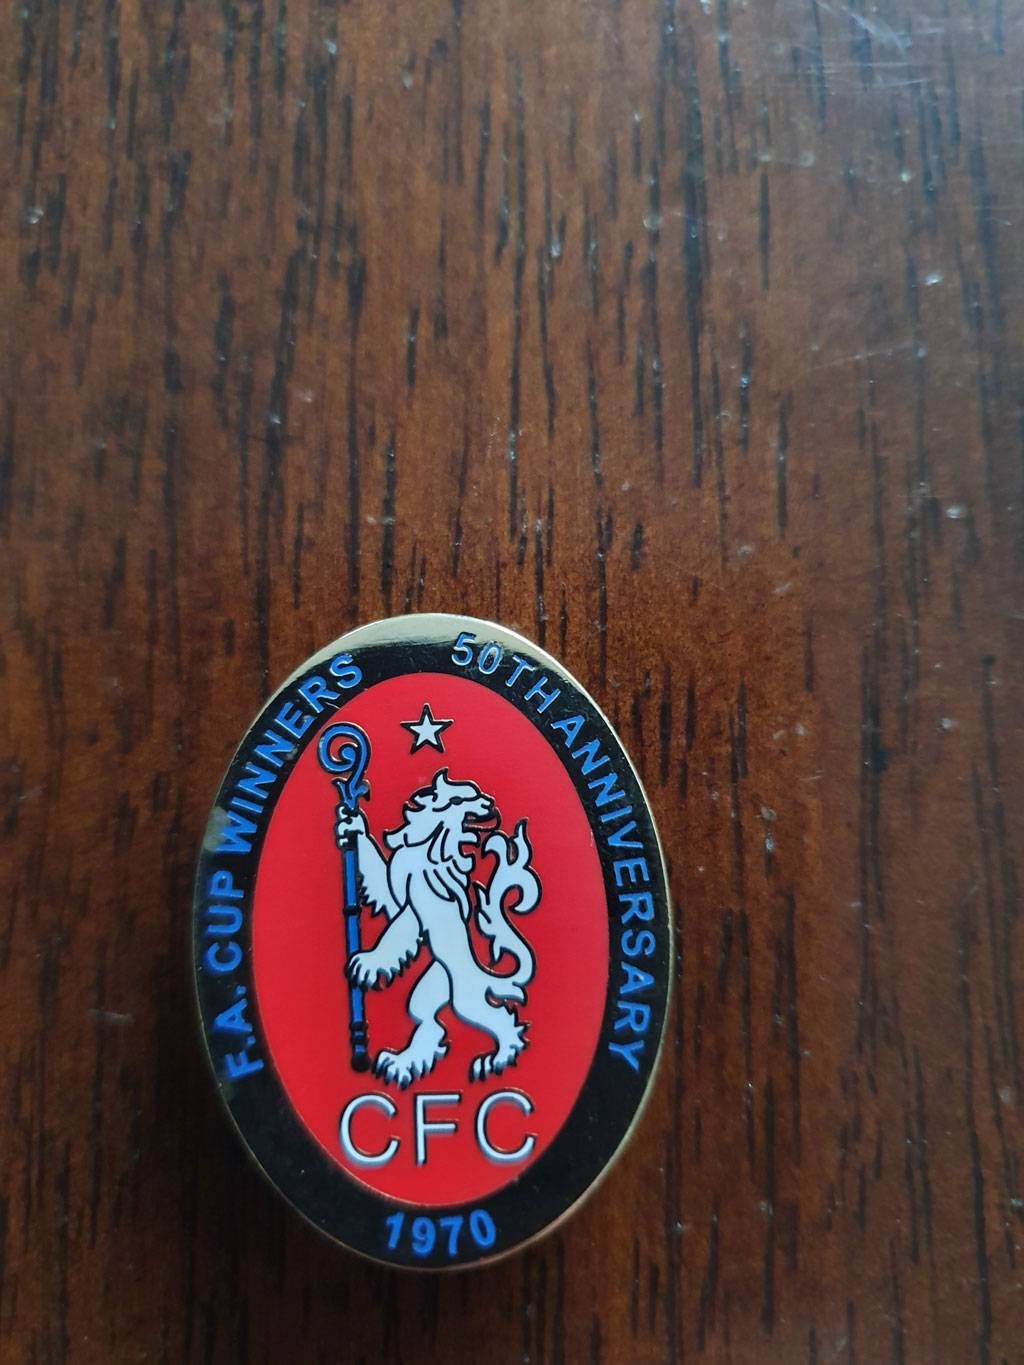 F.A. CUP WINNERS
50TH ANNIVERSARY
CFC
1970